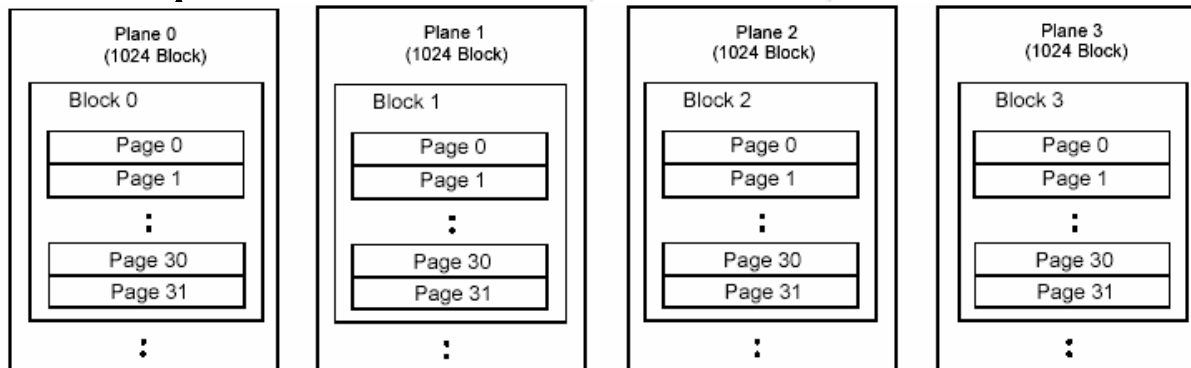 Plane 0
(1024 Block)
Block 0
Page 0
Page 1
Page 30
Page 31
Plane 1
(1024 Block)
Block 1
Page 0
Page 1
Page 30
Page 31
Plane 2
(1024 Block)
Block 2
Page 0
Page 1
Page 30
Page 31
Plane 3
(1024 Block)
Block 3
Page 0
Page 1
Page 30
Page 31